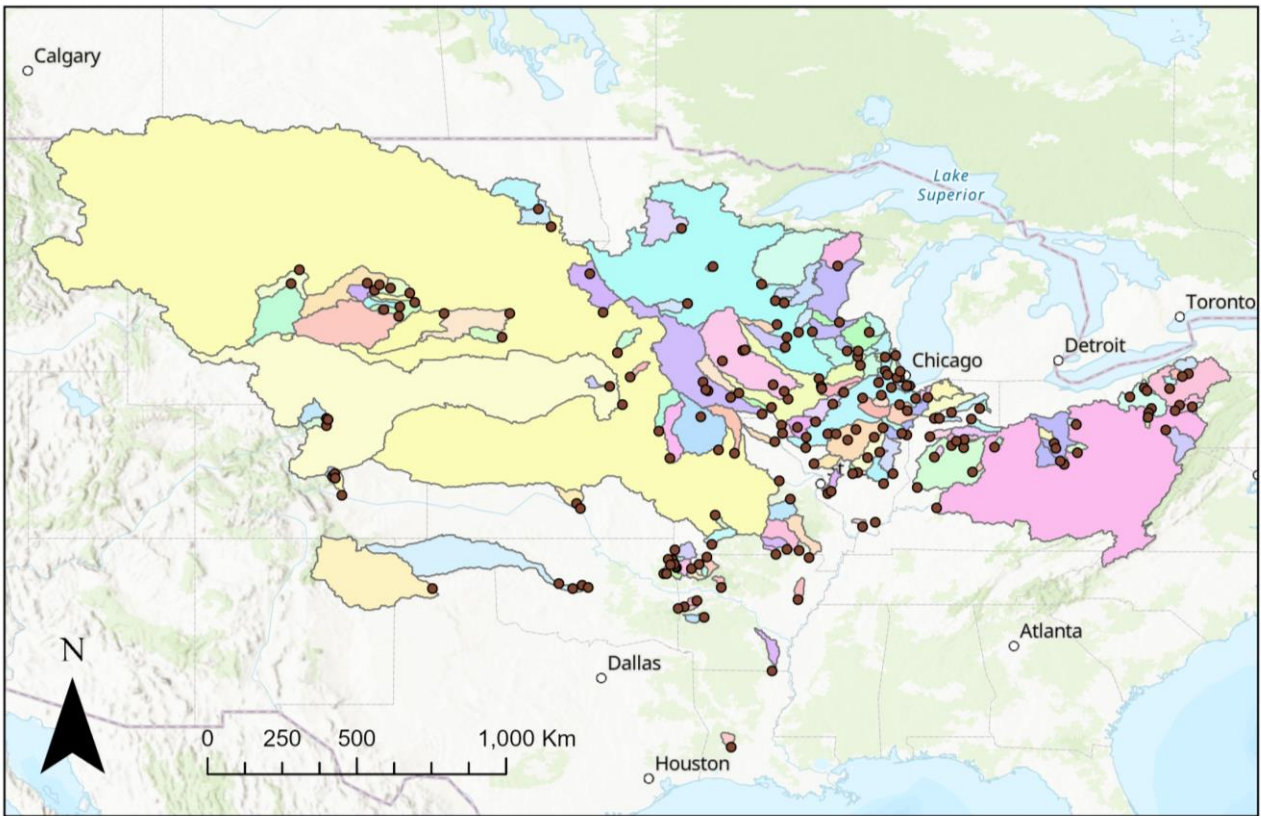 Calgary
Lake
Superior
Toronto
Detroit
Chicago
t
Atlanta
N
Dallas
0 250 500 1,000 Km
Houston